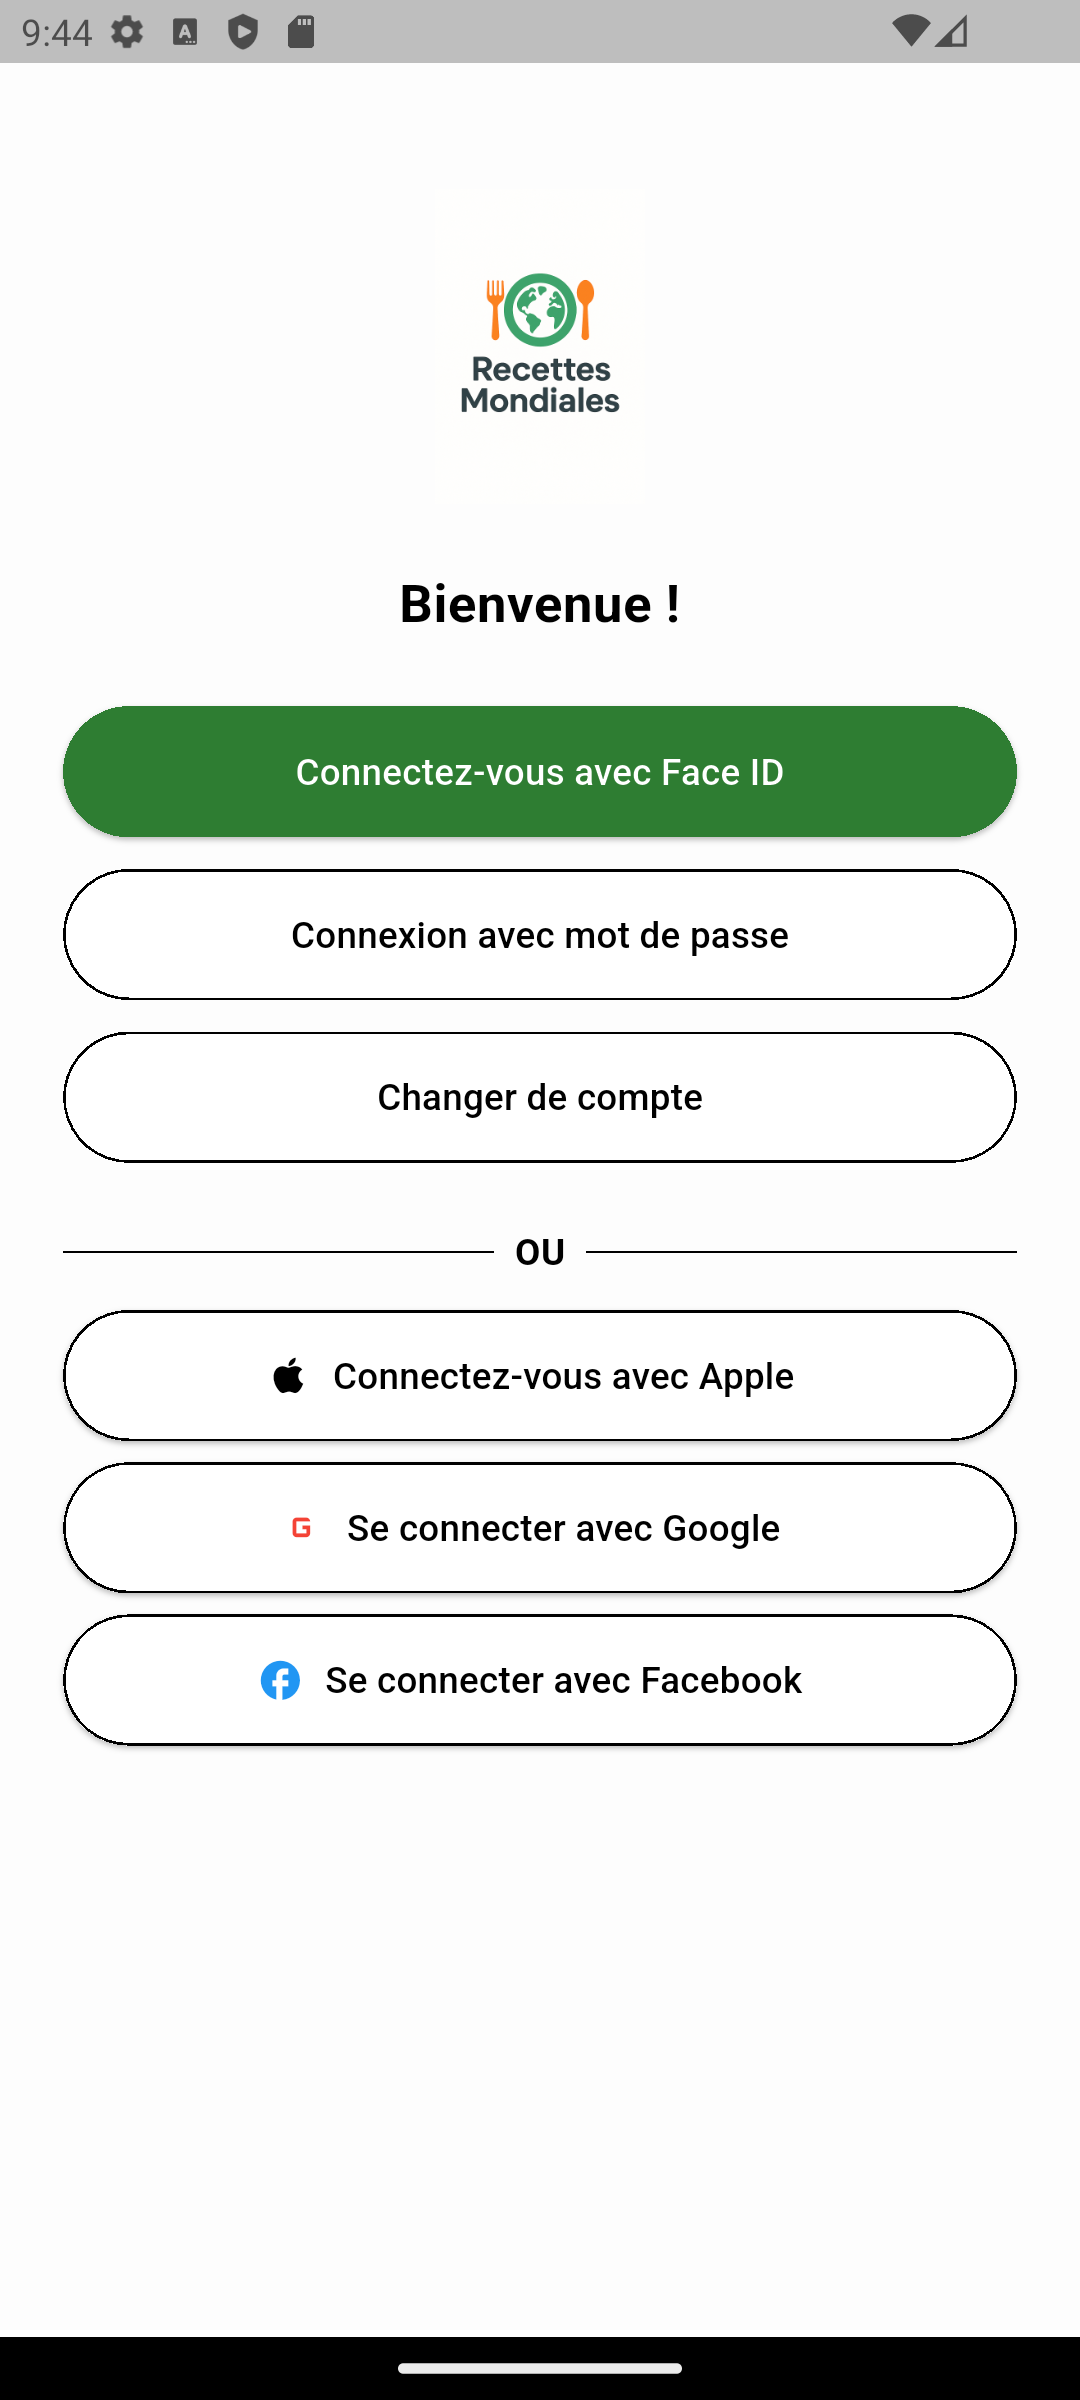 9:44
Recettes
Mondiales
Bienvenue !
Connectez-vous avec Face ID
Connexion avec mot de passe
Changer de compte
OU
Connectez-vous avec Apple
Se connecter avec Google
Se connecter avec Facebook